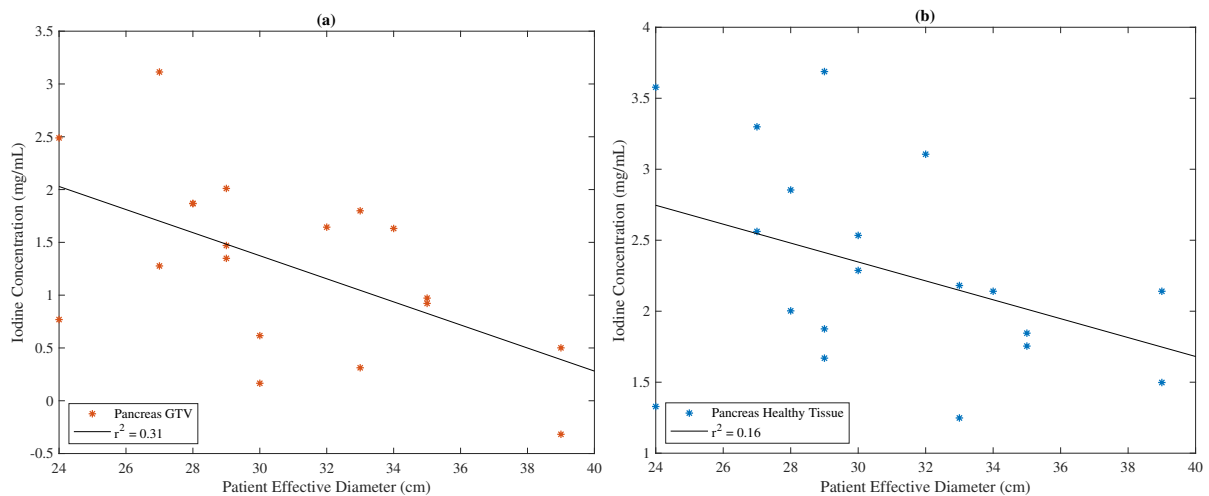 (a)
3.5
3
2.5
2
1.5
1
0.5
0
-0.5
Iodine Concentration (mg/mL)
Pancreas GTV
r² = 0.31
24 26 28 30 32 34 36 38 40
Patient Effective Diameter (cm)
(b)
4
3.5
3
2.5
2
1.5
1
Iodine Concentration (mg/mL)
Pancreas Healthy Tissue
r² = 0.16
24 26 28 30 32 34 36 38 40
Patient Effective Diameter (cm)